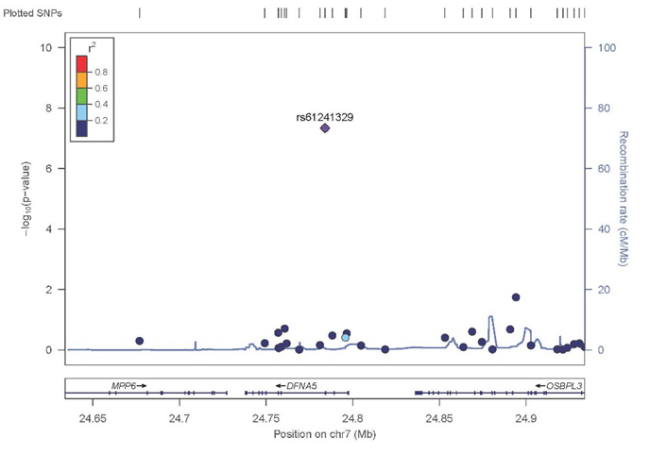 Plotted SNPs
10
8
6
4
2
0
−log10(p−value)
100
80
60
40
20
0
Recombination rate (cM/Mb)
r2
0.8
0.6
0.4
0.2
rs61241329
MPP6→
←DFNA5
←OSBPL3
24.65 24.7 24.75 24.8 24.85 24.9
Position on chr7 (Mb)